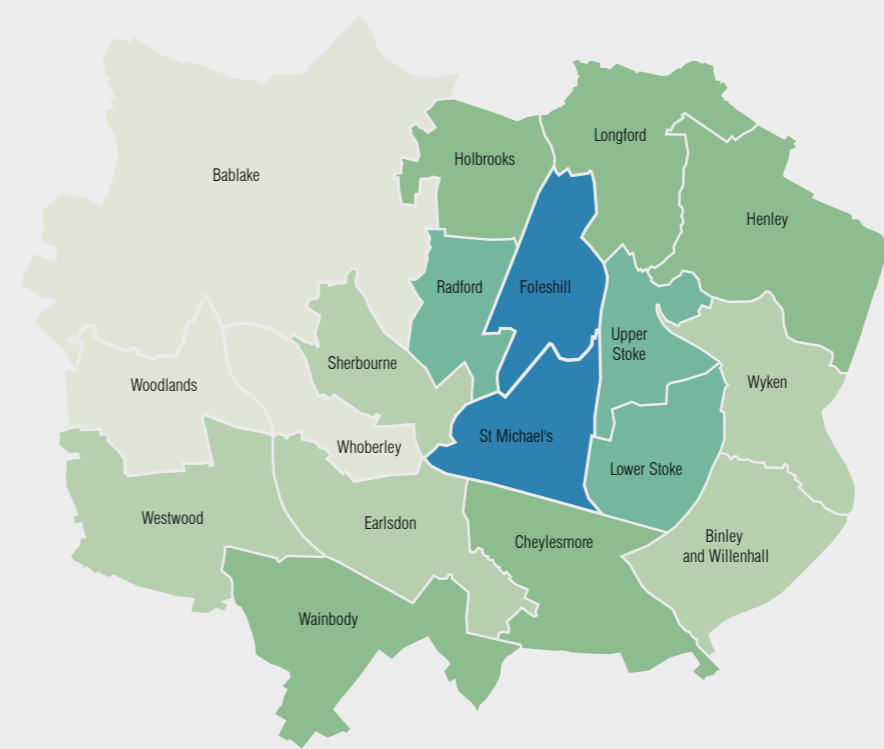 Longford
Holbrooks
Bablake
Henley
Radford
Foleshill
Upper
Stoke
Sherbourne
Woodlands
Wyken
St Michael's
Whoberley
Lower Stoke
Westwood
Earlsdon
Cheylesmore
Binley
and Willenhall
Wainbody